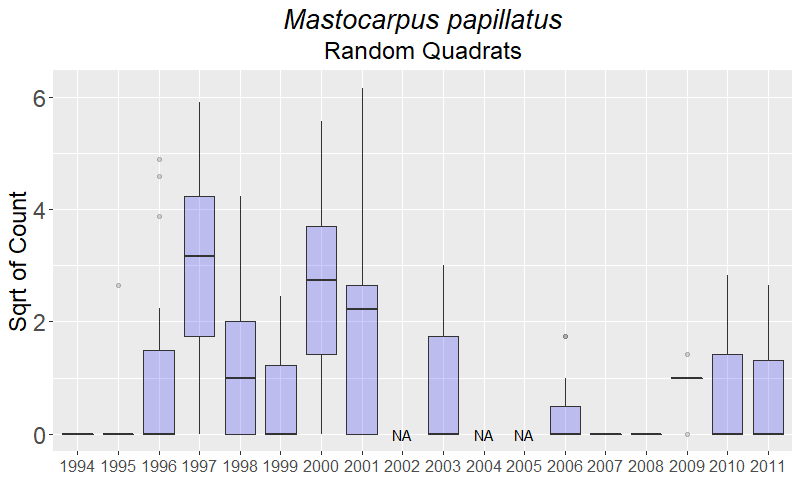 Mastocarpus papillatus
Random Quadrats
Sqrt of Count
6
4
2
0
NA
NA
NA
1994 1995 1996 1997 1998 1999 2000 2001 2002 2003 2004 2005 2006 2007 2008 2009 2010 2011